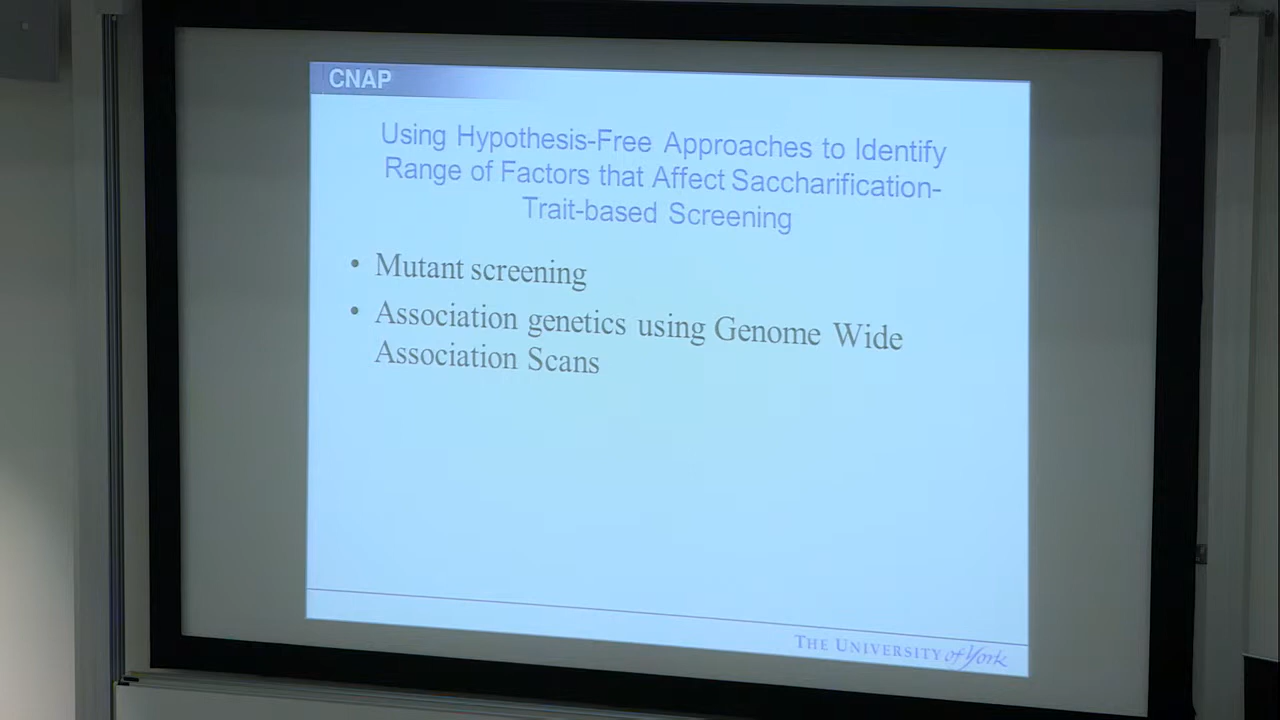 CNAP
Using Hypothesis-Free Approaches to Identify
Range of Factors that Affect Saccharification-
Trait-based Screening
• Mutant screening
• Association genetics using Genome Wide
Association Scans
THE UNIVERSITY of York